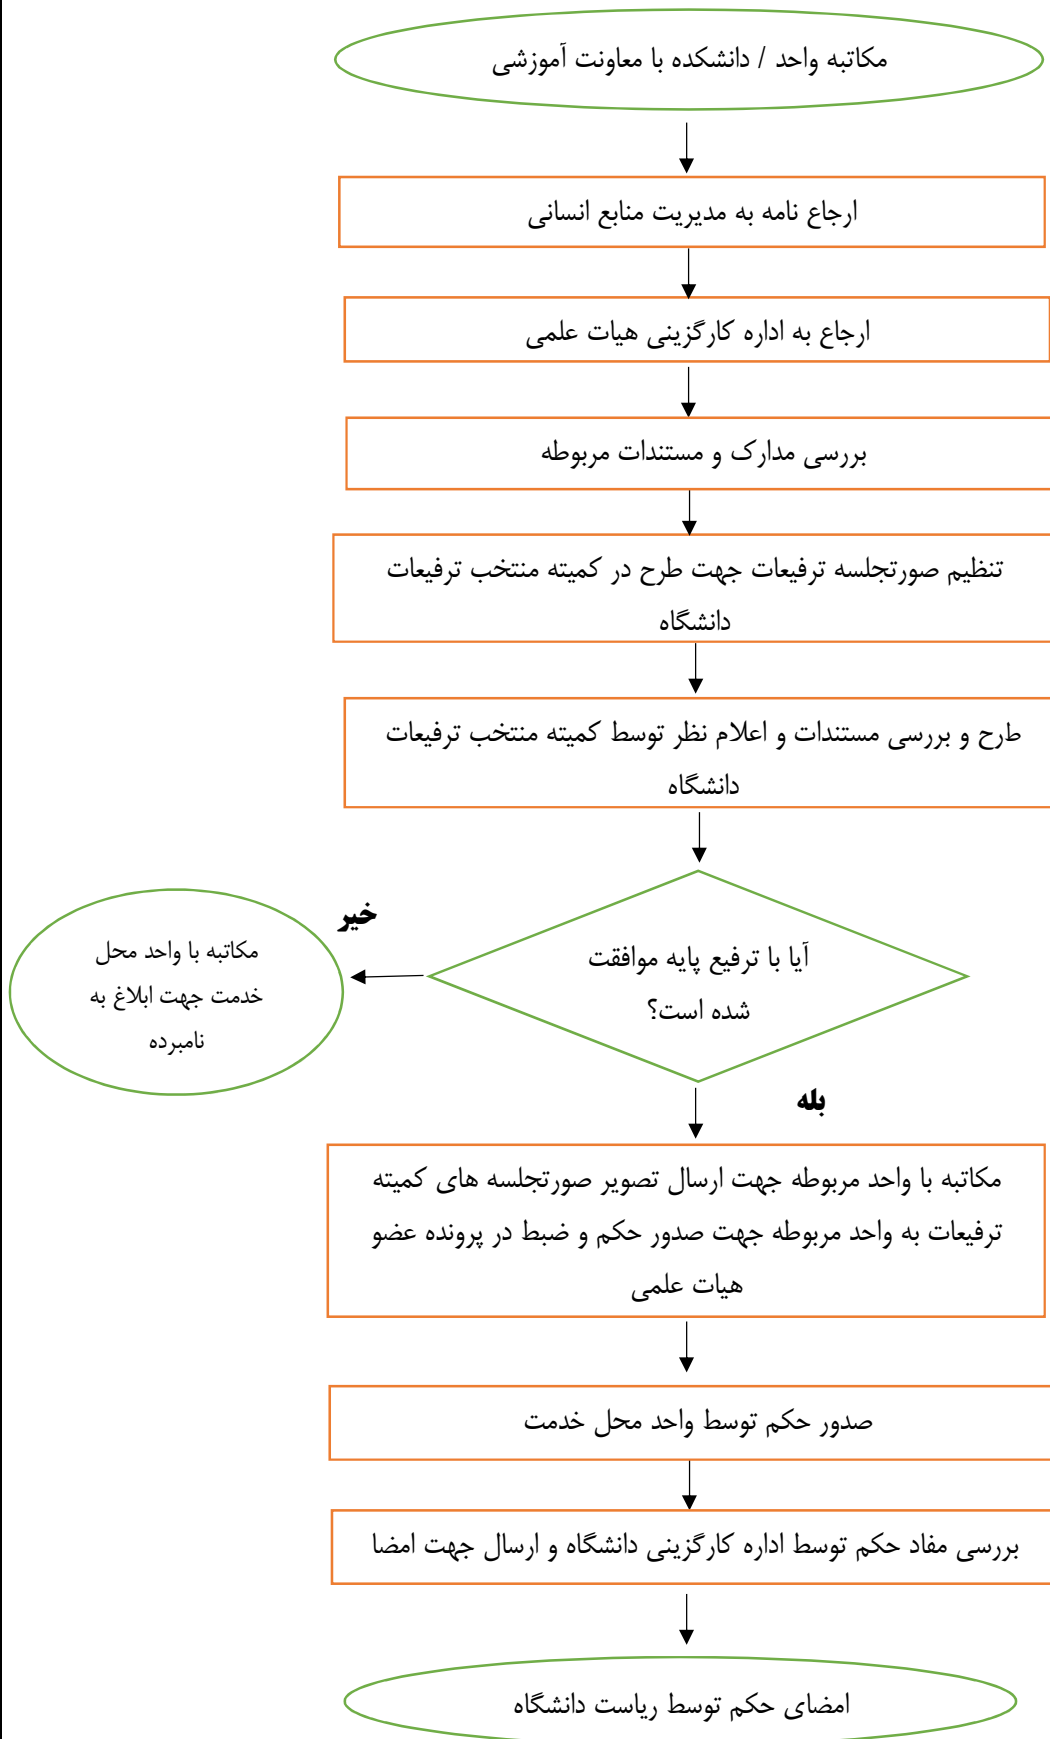 مکاتبه واحد / دانشکده با معاونت آموزشی
ارجاع نامه به مدیریت منابع انسانی
ارجاع به اداره کارگزینی هیات علمی
بررسی مدارک و مستندات مربوطه
تنظیم صورتجلسه ترفیعات جهت طرح در کمیته منتخب ترفیعات
دانشگاه
طرح و بررسی مستندات و اعلام نظر توسط کمیته منتخب ترفیعات
دانشگاه
آیا با ترفیع پایه موافقت
شده است؟
خیر
مکاتبه با واحد محل
خدمت جهت ابلاغ به
نامبرده
بله
مکاتبه با واحد مربوطه جهت ارسال تصویر صورتجلسه های کمیته
ترفیعات به واحد مربوطه جهت صدور حکم و ضبط در پرونده عضو
هیات علمی
صدور حکم توسط واحد محل خدمت
بررسی مفاد حکم توسط اداره کارگزینی دانشگاه و ارسال جهت امضا
امضای حکم توسط ریاست دانشگاه